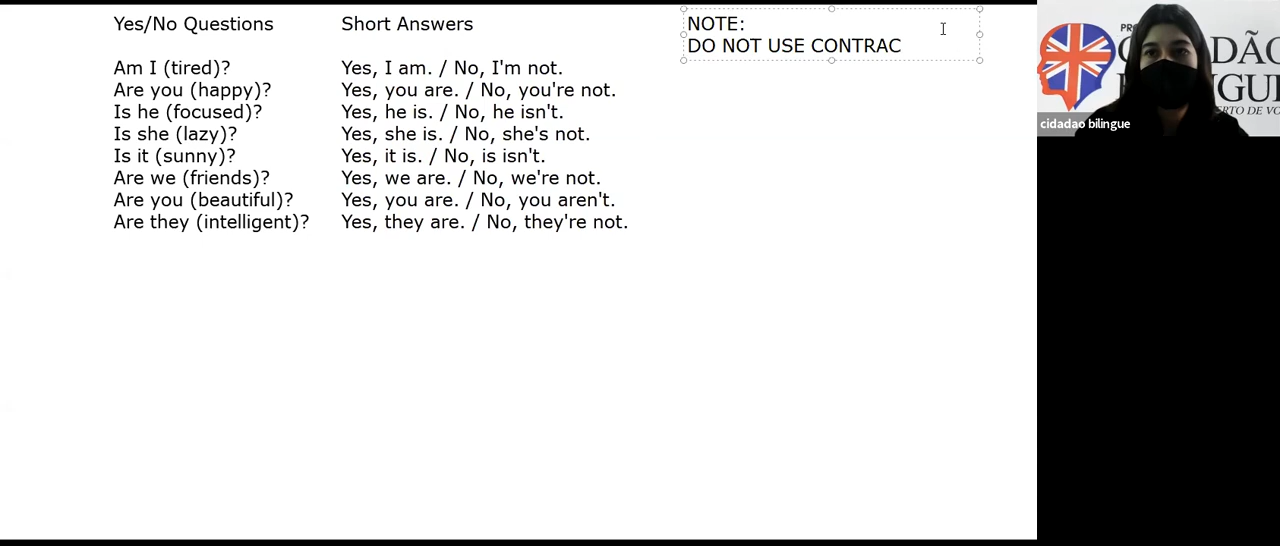 Yes/No Questions
Short Answers
Am I (tired)?
Yes, I am. / No, I'm not.
Are you (happy)?
Yes, you are. / No, you're not.
Is he (focused)?
Yes, he is. / No, he isn't.
Is she (lazy)?
Yes, she is. / No, she's not.
Is it (sunny)?
Yes, it is. / No, is isn't.
Are we (friends)?
Yes, we are. / No, we're not.
Are you (beautiful)?
Yes, you are. / No, you aren't.
Are they (intelligent)?
Yes, they are. / No, they're not.
NOTE:
DO NOT USE CONTRAC
cidadao bilingue